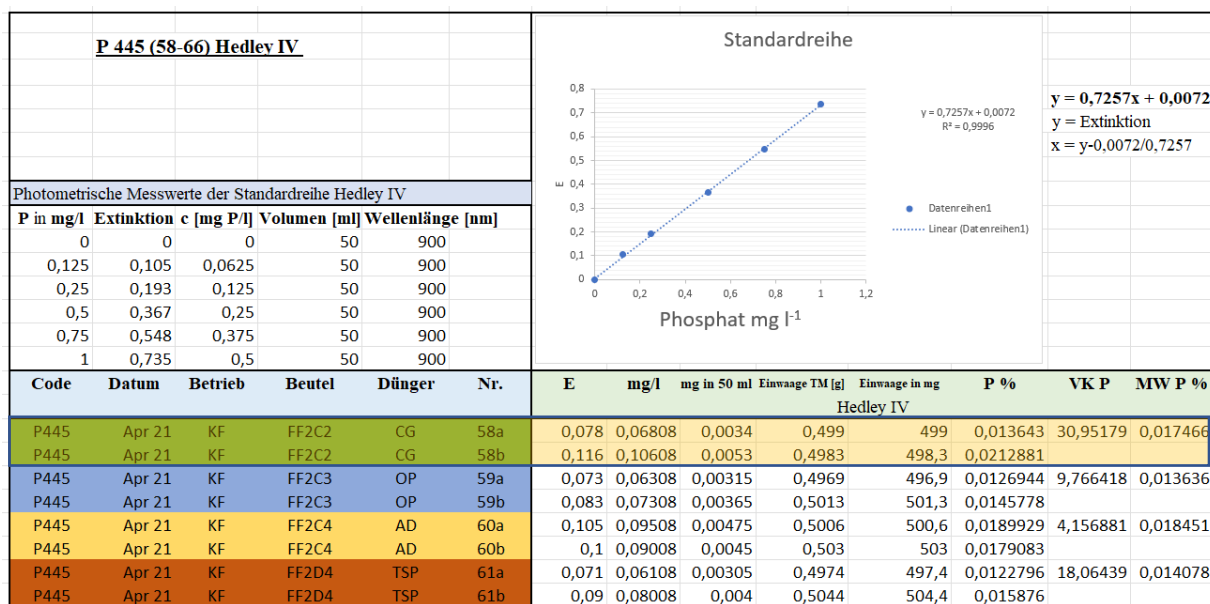 P 445 (58-66) Hedley IV
Standardreihe
0,8
0,7
0,6
0,5
0,4
0,3
0,2
0,1
0
E
0 0,2 0,4 0,6 0,8 1 1,2
Phosphat mg l-1
y = 0,7257x + 0,0072
R² = 0,9996
Datenreihen1
Linear (Datenreihen1)
y = 0,7257x + 0,0072
y = Extinktion
x = y-0,0072/0,7257
Photometrische Messwerte der Standardreihe Hedley IV
P in mg/l Extinktion c [mg P/l] Volumen [ml] Wellenlänge [nm]
0 0 0 50 900
0,125 0,105 0,0625 50 900
0,25 0,193 0,125 50 900
0,5 0,367 0,25 50 900
0,75 0,548 0,375 50 900
1 0,735 0,5 50 900
Code Datum Betrieb Beutel Dünger Nr. E mg/l mg in 50 ml Einwaage TM [g] Einwaage in mg P % VK P MW P %
Hedley IV
P445 Apr 21 KF FF2C2 CG 58a 0,078 0,06808 0,0034 0,499 499 0,013643 30,95179 0,017466
P445 Apr 21 KF FF2C2 CG 58b 0,116 0,10608 0,0053 0,4983 498,3 0,0212881
P445 Apr 21 KF FF2C3 OP 59a 0,073 0,06308 0,00315 0,4969 496,9 0,0126944 9,766418 0,013636
P445 Apr 21 KF FF2C3 OP 59b 0,083 0,07308 0,00365 0,5013 501,3 0,0145778
P445 Apr 21 KF FF2C4 AD 60a 0,105 0,09508 0,00475 0,5006 500,6 0,0189929 4,156881 0,018451
P445 Apr 21 KF FF2C4 AD 60b 0,1 0,09008 0,0045 0,503 503 0,0179083
P445 Apr 21 KF FF2D4 TSP 61a 0,071 0,06108 0,00305 0,4974 497,4 0,0122796 18,06439 0,014078
P445 Apr 21 KF FF2D4 TSP 61b 0,09 0,08008 0,004 0,5044 504,4 0,015876